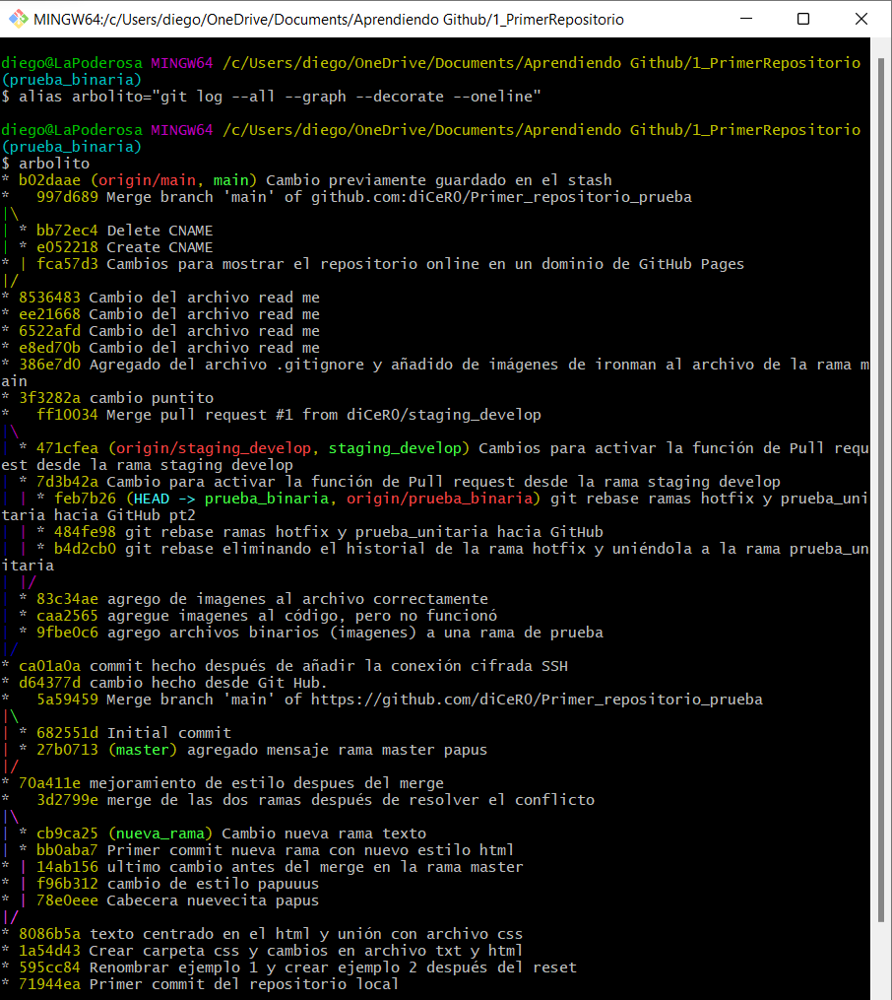 MINGW64:/c/Users/diego/OneDrive/Documents/Aprendiendo Github/1_PrimerRepositorio
diego@LaPoderosa MINGW64 /c/Users/diego/OneDrive/Documents/Aprendiendo Github/1_PrimerRepositorio
(prueba_binaria)
$ alias arbolito="git log --all --graph --decorate --oneline"
diego@LaPoderosa MINGW64 /c/Users/diego/OneDrive/Documents/Aprendiendo Github/1_PrimerRepositorio
(prueba_binaria)
$ arbolito
* b02daae (origin/main, main) Cambio previamente guardado en el stash
*   997d689 Merge branch 'main' of github.com:diCeR0/Primer_repositorio_prueba
|\
| * bb72ec4 Delete CNAME
| * e052218 Create CNAME
* | fca57d3 Cambios para mostrar el repositorio online en un dominio de GitHub Pages
|/
* 8536483 Cambio del archivo read me
* ee21668 Cambio del archivo read me
* 6522afd Cambio del archivo read me
* e8ed70b Cambio del archivo read me
* 386e7d0 Agregado del archivo .gitignore y añadido de imágenes de ironman al archivo de la rama m
ain
* 3f3282a cambio puntito
*   ff10034 Merge pull request #1 from diCeR0/staging_develop
|\
| * 471cfea (origin/staging_develop, staging_develop) Cambios para activar la función de Pull requ
est desde la rama staging develop
| * 7d3b42a Cambio para activar la función de Pull request desde la rama staging develop
| | * feb7b26 (HEAD -> prueba_binaria, origin/prueba_binaria) git rebase ramas hotfix y prueba_uni
taria hacia GitHub pt2
| | * 484fe98 git rebase ramas hotfix y prueba_unitaria hacia GitHub
| | * b4d2cb0 git rebase eliminando el historial de la rama hotfix y uniéndola a la rama prueba_un
itaria
| |/
| * 83c34ae agrego de imagenes al archivo correctamente
| * caa2565 agregue imagenes al código, pero no funcionó
| * 9fbe0c6 agrego archivos binarios (imagenes) a una rama de prueba
|/
* ca01a0a commit hecho después de añadir la conexión cifrada SSH
* d64377d cambio hecho desde Git Hub.
*   5a59459 Merge branch 'main' of https://github.com/diCeR0/Primer_repositorio_prueba
|\
| * 682551d Initial commit
| * 27b0713 (master) agregado mensaje rama master papus
|/
* 70a411e mejoramiento de estilo despues del merge
*   3d2799e merge de las dos ramas después de resolver el conflicto
|\
| * cb9ca25 (nueva_rama) Cambio nueva rama texto
| * bb0aba7 Primer commit nueva rama con nuevo estilo html
* | 14ab156 ultimo cambio antes del merge en la rama master
* | f96b312 cambio de estilo papuuus
* | 78e0eee Cabecera nuevecita papus
|/
* 8086b5a texto centrado en el html y unión con archivo css
* 1a54d43 Crear carpeta css y cambios en archivo txt y html
* 595cc84 Renombrar ejemplo 1 y crear ejemplo 2 después del reset
* 71944ea Primer commit del repositorio local